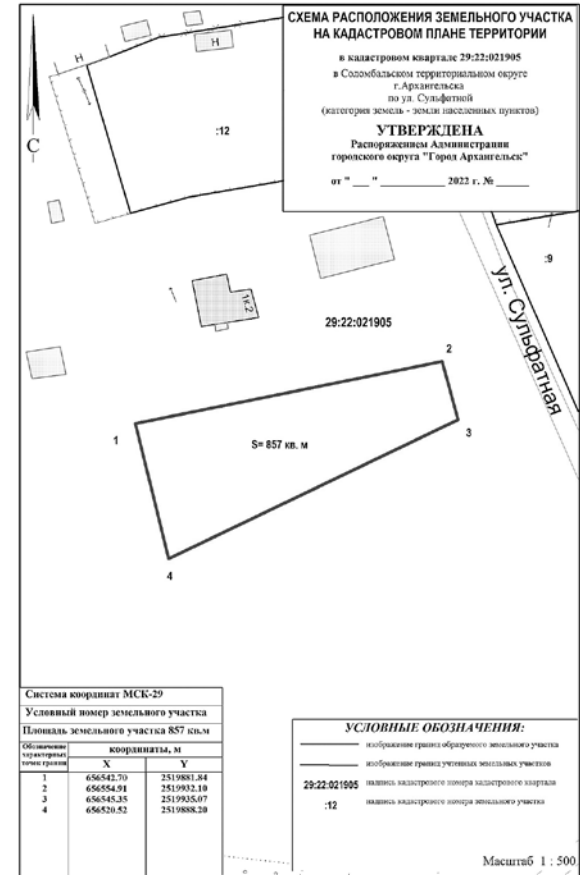 СХЕМА РАСПОЛОЖЕНИЯ ЗЕМЕЛЬНОГО УЧАСТКА
НА КАДАСТРОВОМ ПЛАНЕ ТЕРРИТОРИИ
в кадастровом квартале 29:22:021905
в Соломбальском территориальном округе
г.Архангельска
по ул. Сульфатной
(категория земель - земли населенных пунктов)
УТВЕРЖДЕНА
Распоряжением Администрации
городского округа "Город Архангельск"
от "___" __________ 2022 г. № _____
Н
Н
С
:12
:9
ул. Сульфатная
1к.2
29:22:021905
2
1
3
S= 857 кв. м
4
Система координат МСК-29
Условный номер земельного участка
Площадь земельного участка 857 кв.м
Обозначение характерных точек границ
координаты, м
X Y
1 656542.70 2519881.84
2 656554.91 2519932.10
3 656545.35 2519935.07
4 656520.52 2519888.20
УСЛОВНЫЕ ОБОЗНАЧЕНИЯ:
изображение границ образуемого земельного участка
изображение границ учтенных земельных участков
29:22:021905 надпись кадастрового номера кадастрового квартала
:12 надпись кадастрового номера земельного участка
Масштаб 1 : 500